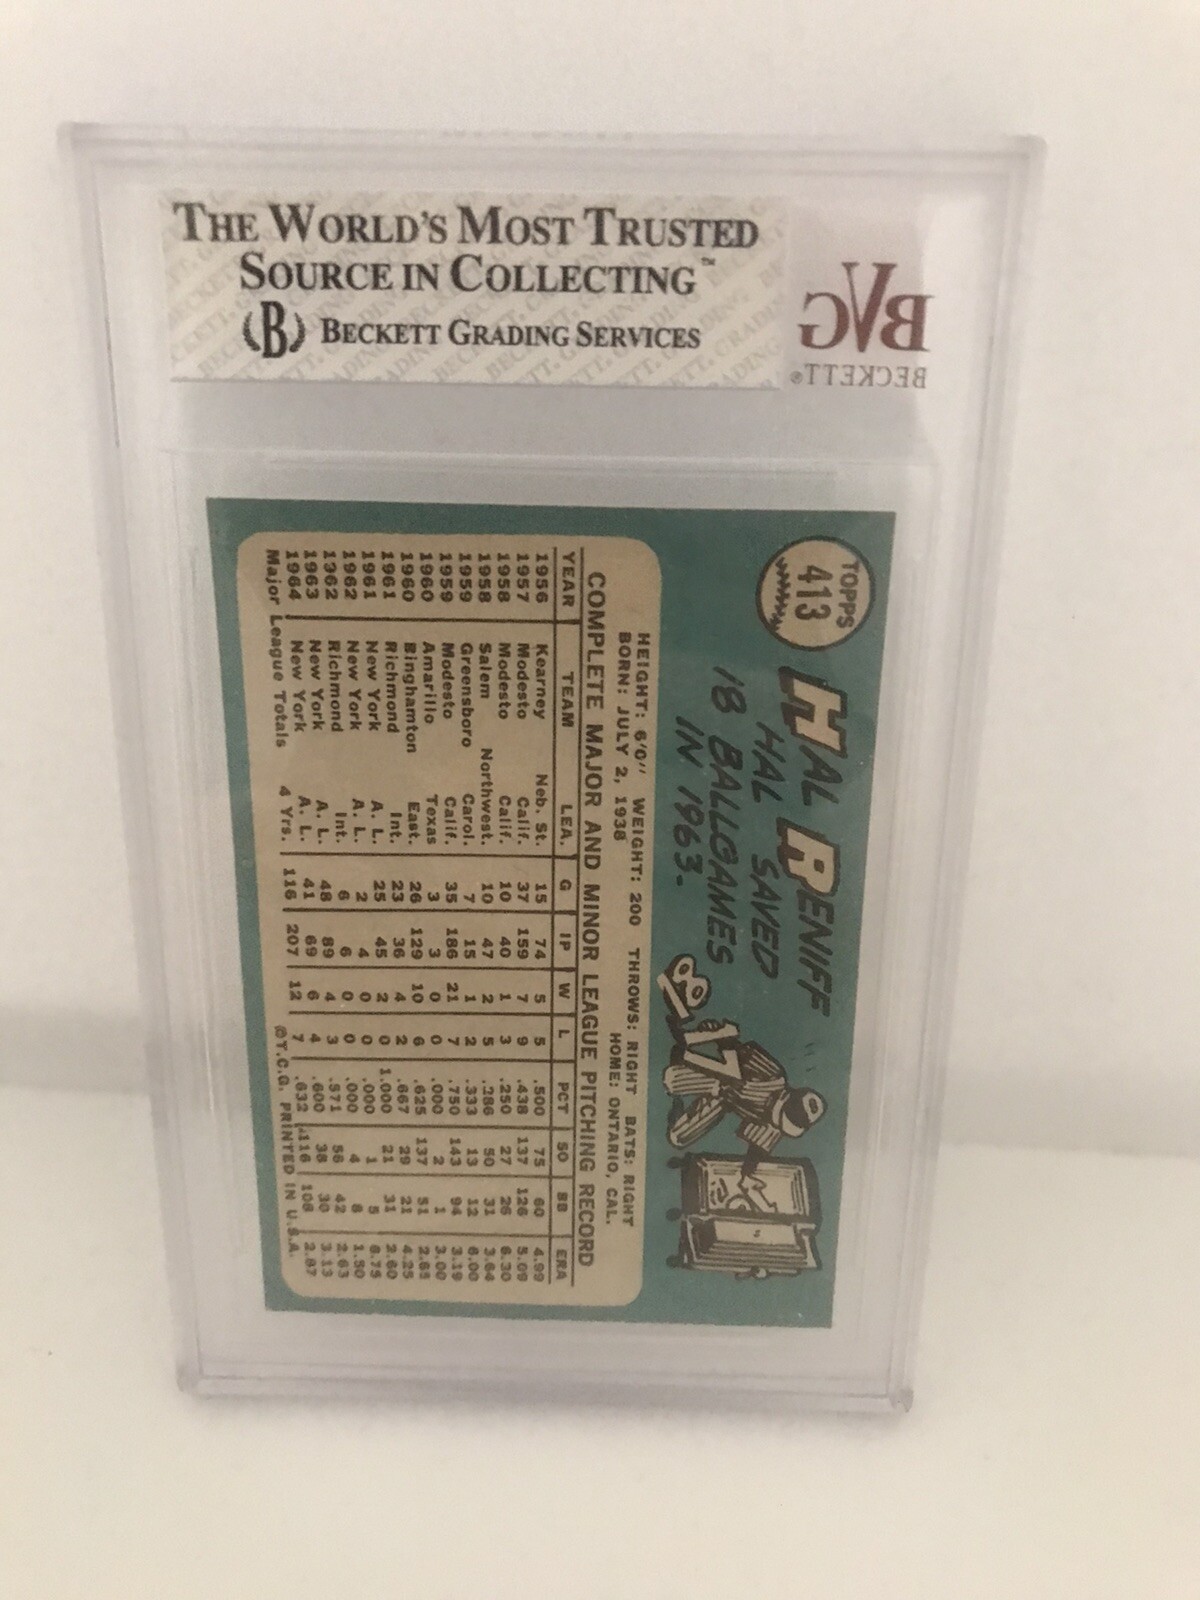 THE WORLD'S MOST TRUSTED
SOURCE IN COLLECTING™
(B) BECKETT GRADING SERVICES
BVG
BECKETT®
TOPPS
413
HAL RENIFF
HAL SAVED
18 BALLGAMES
IN 1963.
HEIGHT: 6'0" WEIGHT: 200 THROWS: RIGHT BATS: RIGHT
BORN: JULY 2, 1938 HOME: ONTARIO, CAL.
COMPLETE MAJOR AND MINOR LEAGUE PITCHING RECORD
YEAR TEAM LEA. G IP W L PCT SO BB ERA
1956 Kearney Neb. St. 15 74 5 5 .500 75 60 4.99
1957 Modesto Calif. 37 159 7 9 .438 137 126 5.09
1958 Modesto Calif. 10 40 1 3 .250 27 26 6.30
1958 Salem Northwest. 10 47 2 5 .286 50 31 3.64
1959 Greensboro Carol. 7 15 1 2 .333 13 12 6.00
1959 Modesto Calif. 35 186 21 7 .750 143 94 3.19
1960 Amarillo Texas 3 3 0 0 .000 2 1 3.00
1960 Binghamton East. 26 129 10 6 .625 137 51 2.65
1961 Richmond Int. 23 36 4 2 .667 29 21 4.25
1961 New York A. L. 25 45 2 0 1.000 21 31 2.60
1962 New York A. L. 2 4 0 0 .000 1 5 6.75
1962 Richmond Int. 6 6 0 0 .000 4 8 1.50
1963 New York A. L. 48 89 4 3 .571 56 42 2.63
1964 New York A. L. 41 69 6 4 .600 38 30 3.13
Major League Totals 4 Yrs. 116 207 12 7 .632 116 108 2.87
©T.C.G. PRINTED IN U.S.A.
8
17